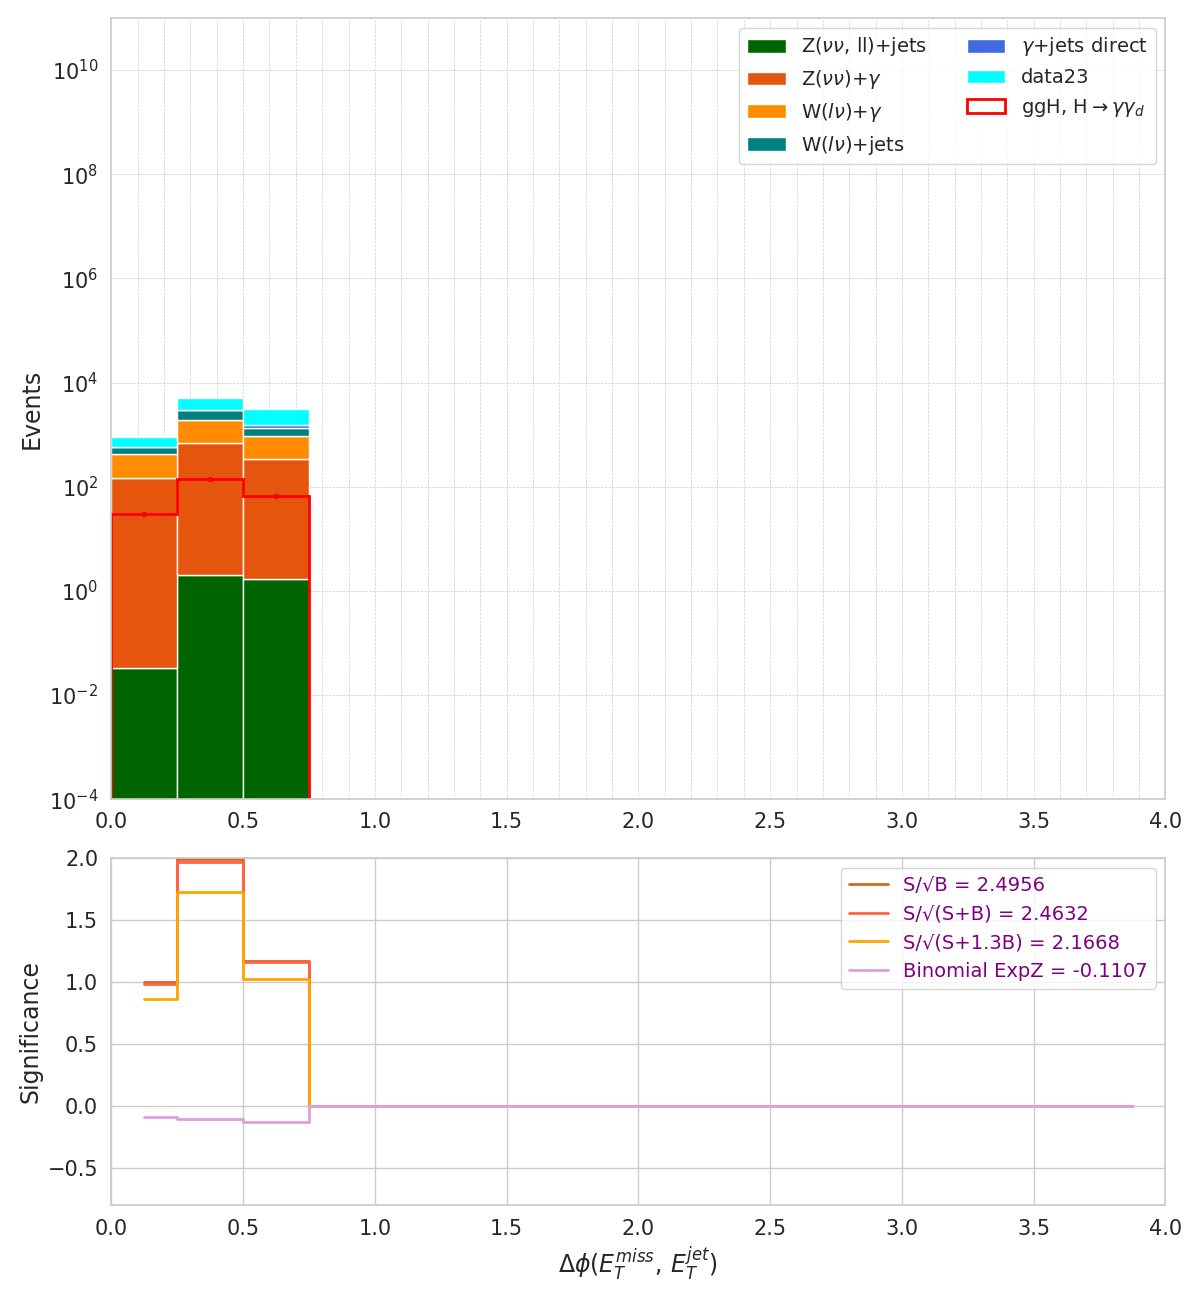 Z(νν, ll)+jets
Z(νν)+γ
W(lν)+γ
W(lν)+jets
γ+jets direct
data23
ggH, H→γγ_d
Events
10^10
10^8
10^6
10^4
10^2
10^0
10^−2
10^−4
0.0 0.5 1.0 1.5 2.0 2.5 3.0 3.5 4.0
S/√B = 2.4956
S/√(S+B) = 2.4632
S/√(S+1.3B) = 2.1668
Binomial ExpZ = -0.1107
Significance
2.0
1.5
1.0
0.5
0.0
−0.5
0.0 0.5 1.0 1.5 2.0 2.5 3.0 3.5 4.0
Δϕ(E_T^miss, E_T^jet)